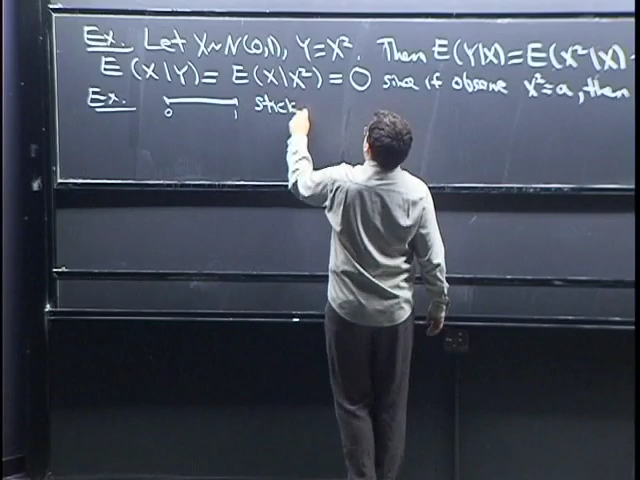 Ex. Let X~N(0,1), Y=X². Then E(Y|X)=E(X²|X)
E(X|Y)= E(X|X²) = 0 since if observe x²=a, then
Ex. 0 1 stick